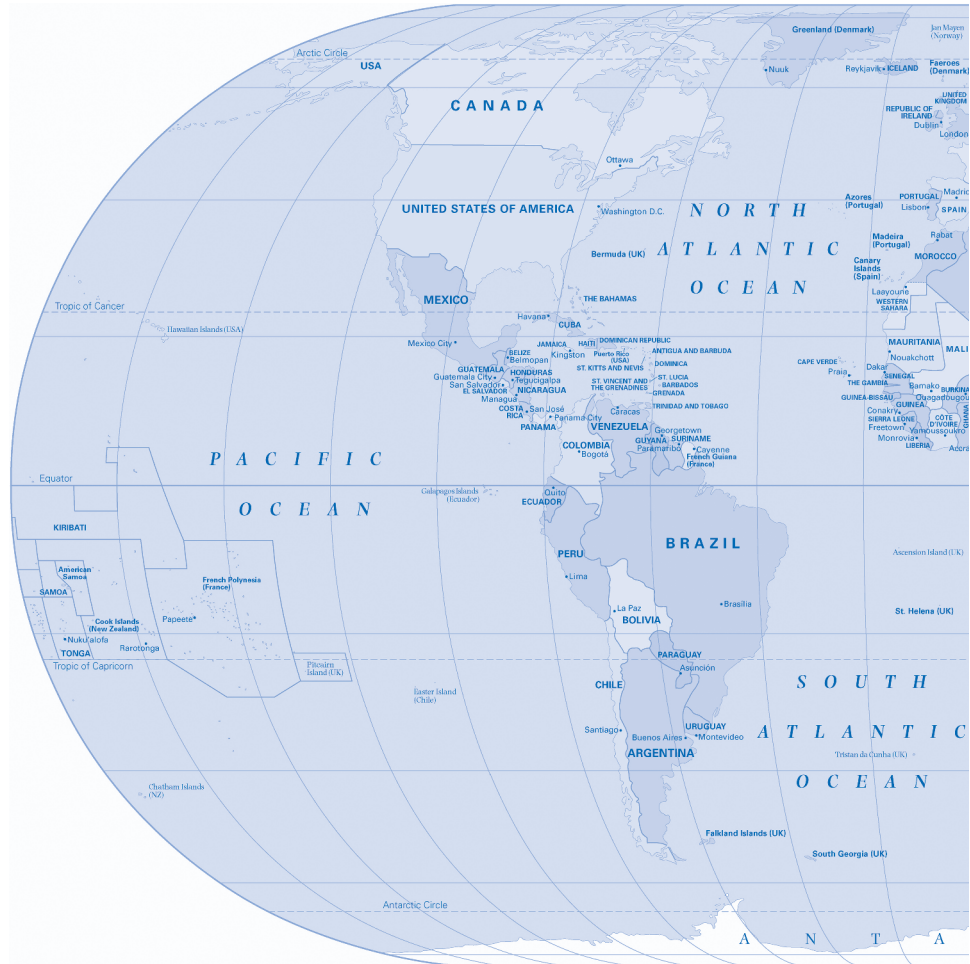 Greenland (Denmark)
Jan Mayen
(Norway)
Arctic Circle
USA
Nuuk
Reykjavik
ICELAND
Faeroes
(Denmark)
CANADA
UNITED
KINGDOM
REPUBLIC OF
IRELAND
Dublin
London
Ottawa
UNITED STATES OF AMERICA
Washington D.C.
NORTH
ATLANTIC
OCEAN
Azores
(Portugal)
PORTUGAL
Lisbon
Madrid
SPAIN
Madeira
(Portugal)
Rabat
MOROCCO
Bermuda (UK)
Canary
Islands
(Spain)
Laayoune
WESTERN
SAHARA
MEXICO
THE BAHAMAS
Tropic of Cancer
Havana
CUBA
Hawaiian Islands (USA)
Mexico City
JAMAICA
Kingston
HAITI
DOMINICAN REPUBLIC
Puerto Rico
(USA)
ANTIGUA AND BARBUDA
ST. KITTS AND NEVIS
DOMINICA
ST. VINCENT AND
THE GRENADINES
ST. LUCIA
BARBADOS
GRENADA
TRINIDAD AND TOBAGO
BELIZE
Belmopan
GUATEMALA
Guatemala City
HONDURAS
Tegucigalpa
San Salvador
EL SALVADOR
NICARAGUA
Managua
COSTA
RICA
San José
Panama City
PANAMA
Caracas
VENEZUELA
Georgetown
GUYANA
SURINAME
Paramaribo
Cayenne
French Guiana
(France)
COLOMBIA
Bogotá
MAURITANIA
Nouakchott
MALI
CAPE VERDE
Praia
Dakar
SENEGAL
THE GAMBIA
Bamako
BURKINA
Ouagadougou
GUINEA-BISSAU
GUINEA
Conakry
SIERRA LEONE
Freetown
CÔTE
D'IVOIRE
GHANA
Yamoussoukro
Monrovia
LIBERIA
Accra
PACIFIC
OCEAN
Equator
Galapagos Islands
(Ecuador)
Quito
ECUADOR
KIRIBATI
BRAZIL
PERU
Lima
Ascension Island (UK)
American
Samoa
SAMOA
French Polynesia
(France)
La Paz
BOLIVIA
Brasília
St. Helena (UK)
Cook Islands
(New Zealand)
Papeete
Nuku'alofa
TONGA
Rarotonga
Tropic of Capricorn
Pitcairn
Island (UK)
PARAGUAY
Asunción
CHILE
SOUTH
ATLANTIC
OCEAN
Easter Island
(Chile)
Santiago
URUGUAY
Buenos Aires
Montevideo
ARGENTINA
Tristan da Cunha (UK)
Chatham Islands
(NZ)
Falkland Islands (UK)
South Georgia (UK)
Antarctic Circle
ANTA